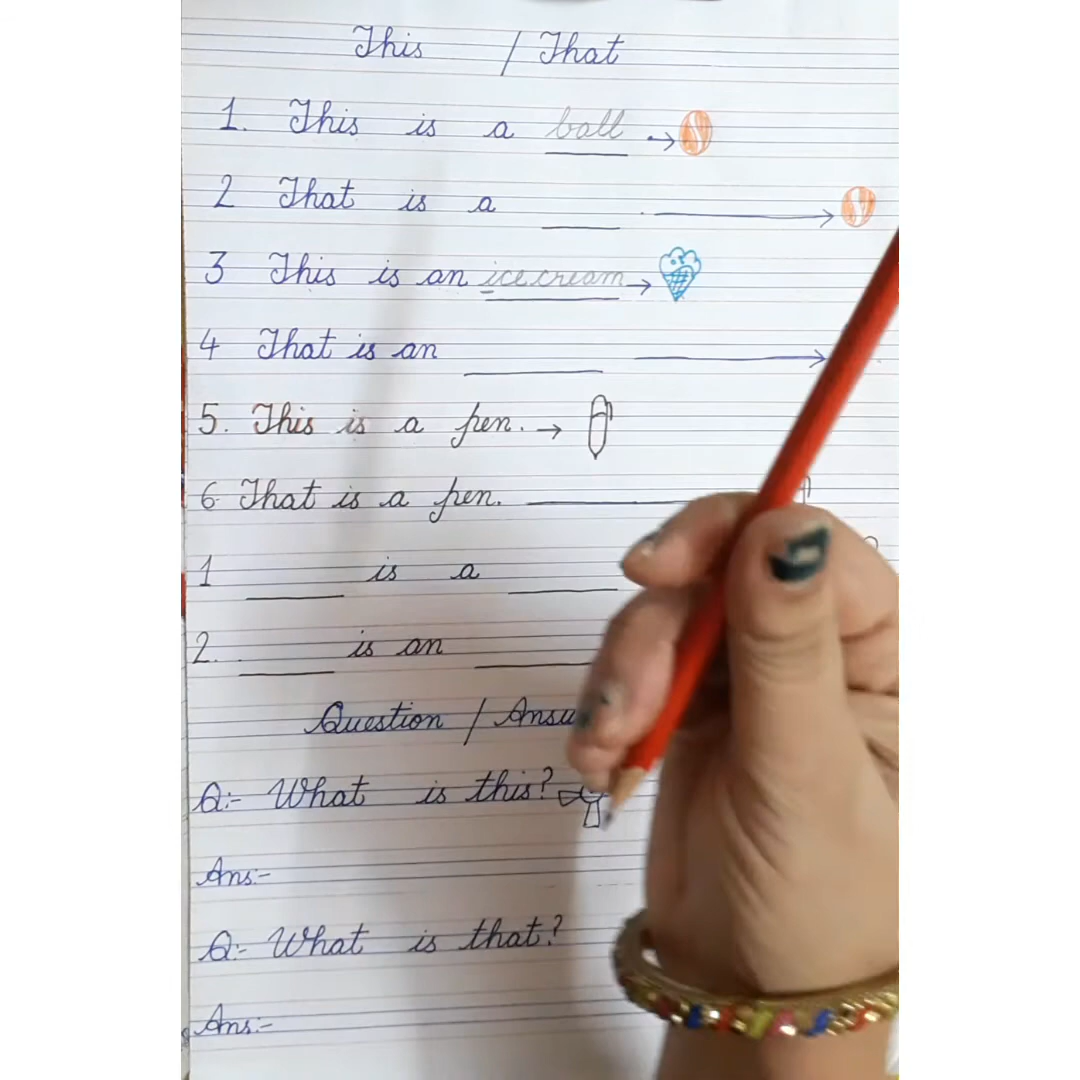 This / That
1. This is a ball
2 That is a
3 This is an icecream
4 That is an
5. This is a pen.
6. That is a pen.
1 is a
2. is an
Question /
Q:- What is this?
Ans:-
Q:- What is that?
Ans:-